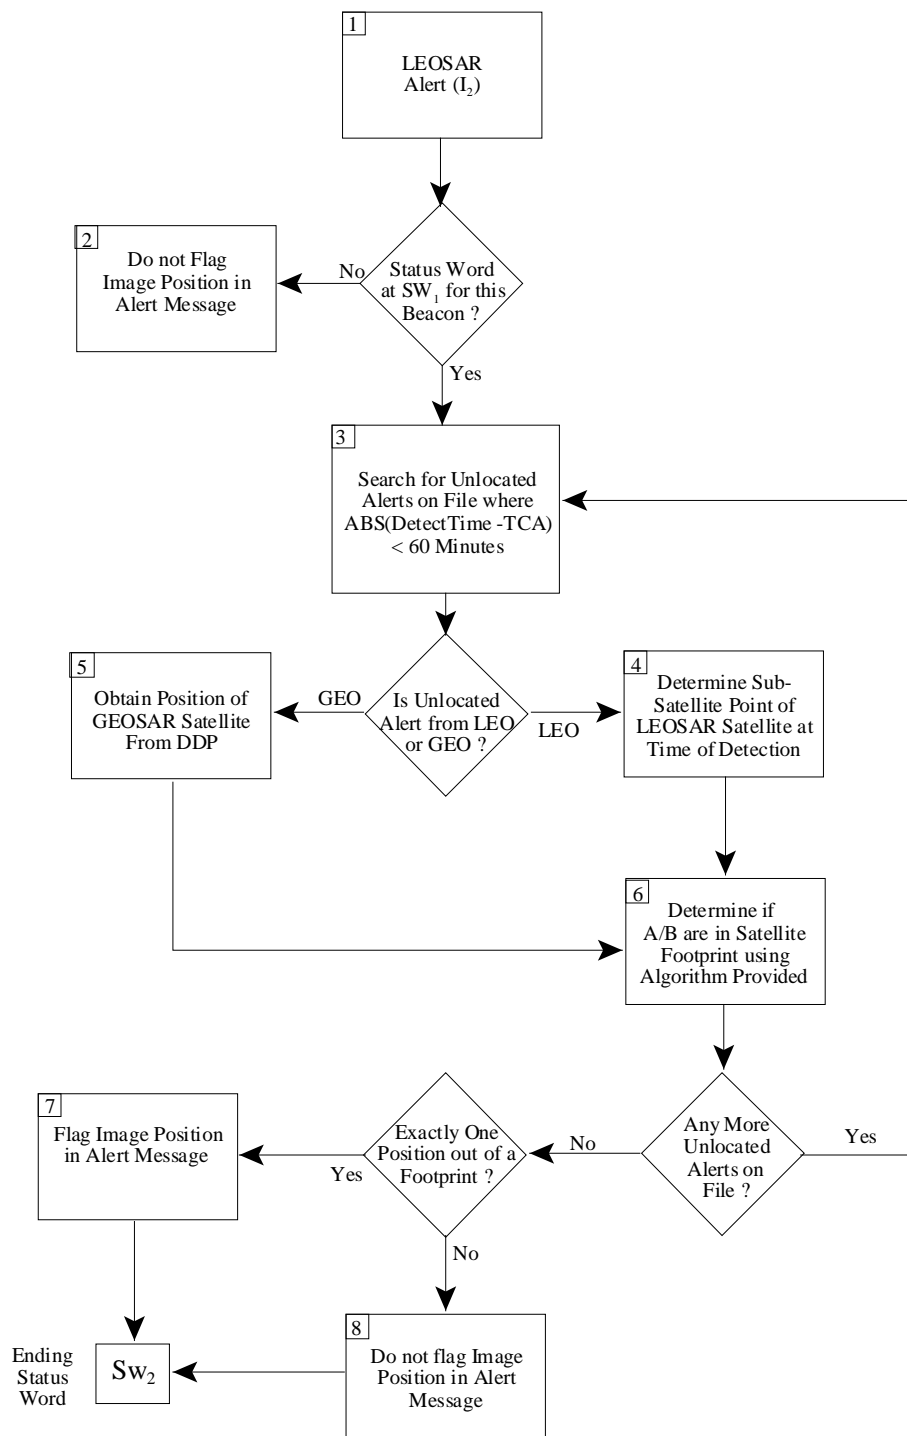 1
LEOSAR
Alert (I2)
2
Do not Flag
Image Position in
Alert Message
No
Status Word
at SW1 for this
Beacon ?
Yes
3
Search for Unlocated
Alerts on File where
ABS(DetectTime -TCA)
< 60 Minutes
5
Obtain Position of
GEOSAR Satellite
From DDP
GEO
Is Unlocated
Alert from LEO
or GEO ?
LEO
4
Determine Sub-
Satellite Point of
LEOSAR Satellite at
Time of Detection
6
Determine if
A/B are in Satellite
Footprint using
Algorithm Provided
7
Flag Image Position
in Alert Message
Yes
Exactly One
Position out of a
Footprint ?
No
Any More
Unlocated
Alerts on
File ?
Yes
No
8
Do not flag Image
Position in Alert
Message
Ending
Status
Word
Sw2